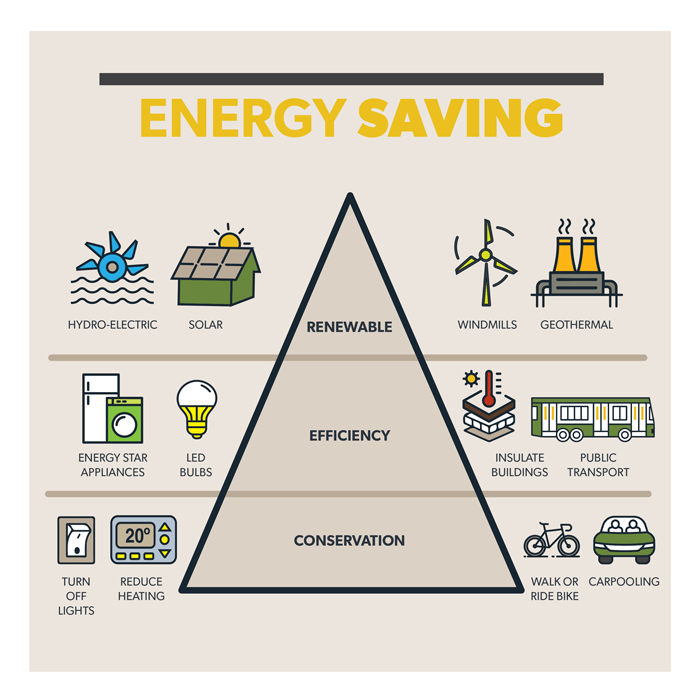 ENERGY SAVING
HYDRO-ELECTRIC
SOLAR
RENEWABLE
WINDMILLS
GEOTHERMAL
ENERGY STAR
APPLIANCES
LED
BULBS
EFFICIENCY
INSULATE
BUILDINGS
PUBLIC
TRANSPORT
20°
TURN
OFF
LIGHTS
REDUCE
HEATING
CONSERVATION
WALK OR
RIDE BIKE
CARPOOLING